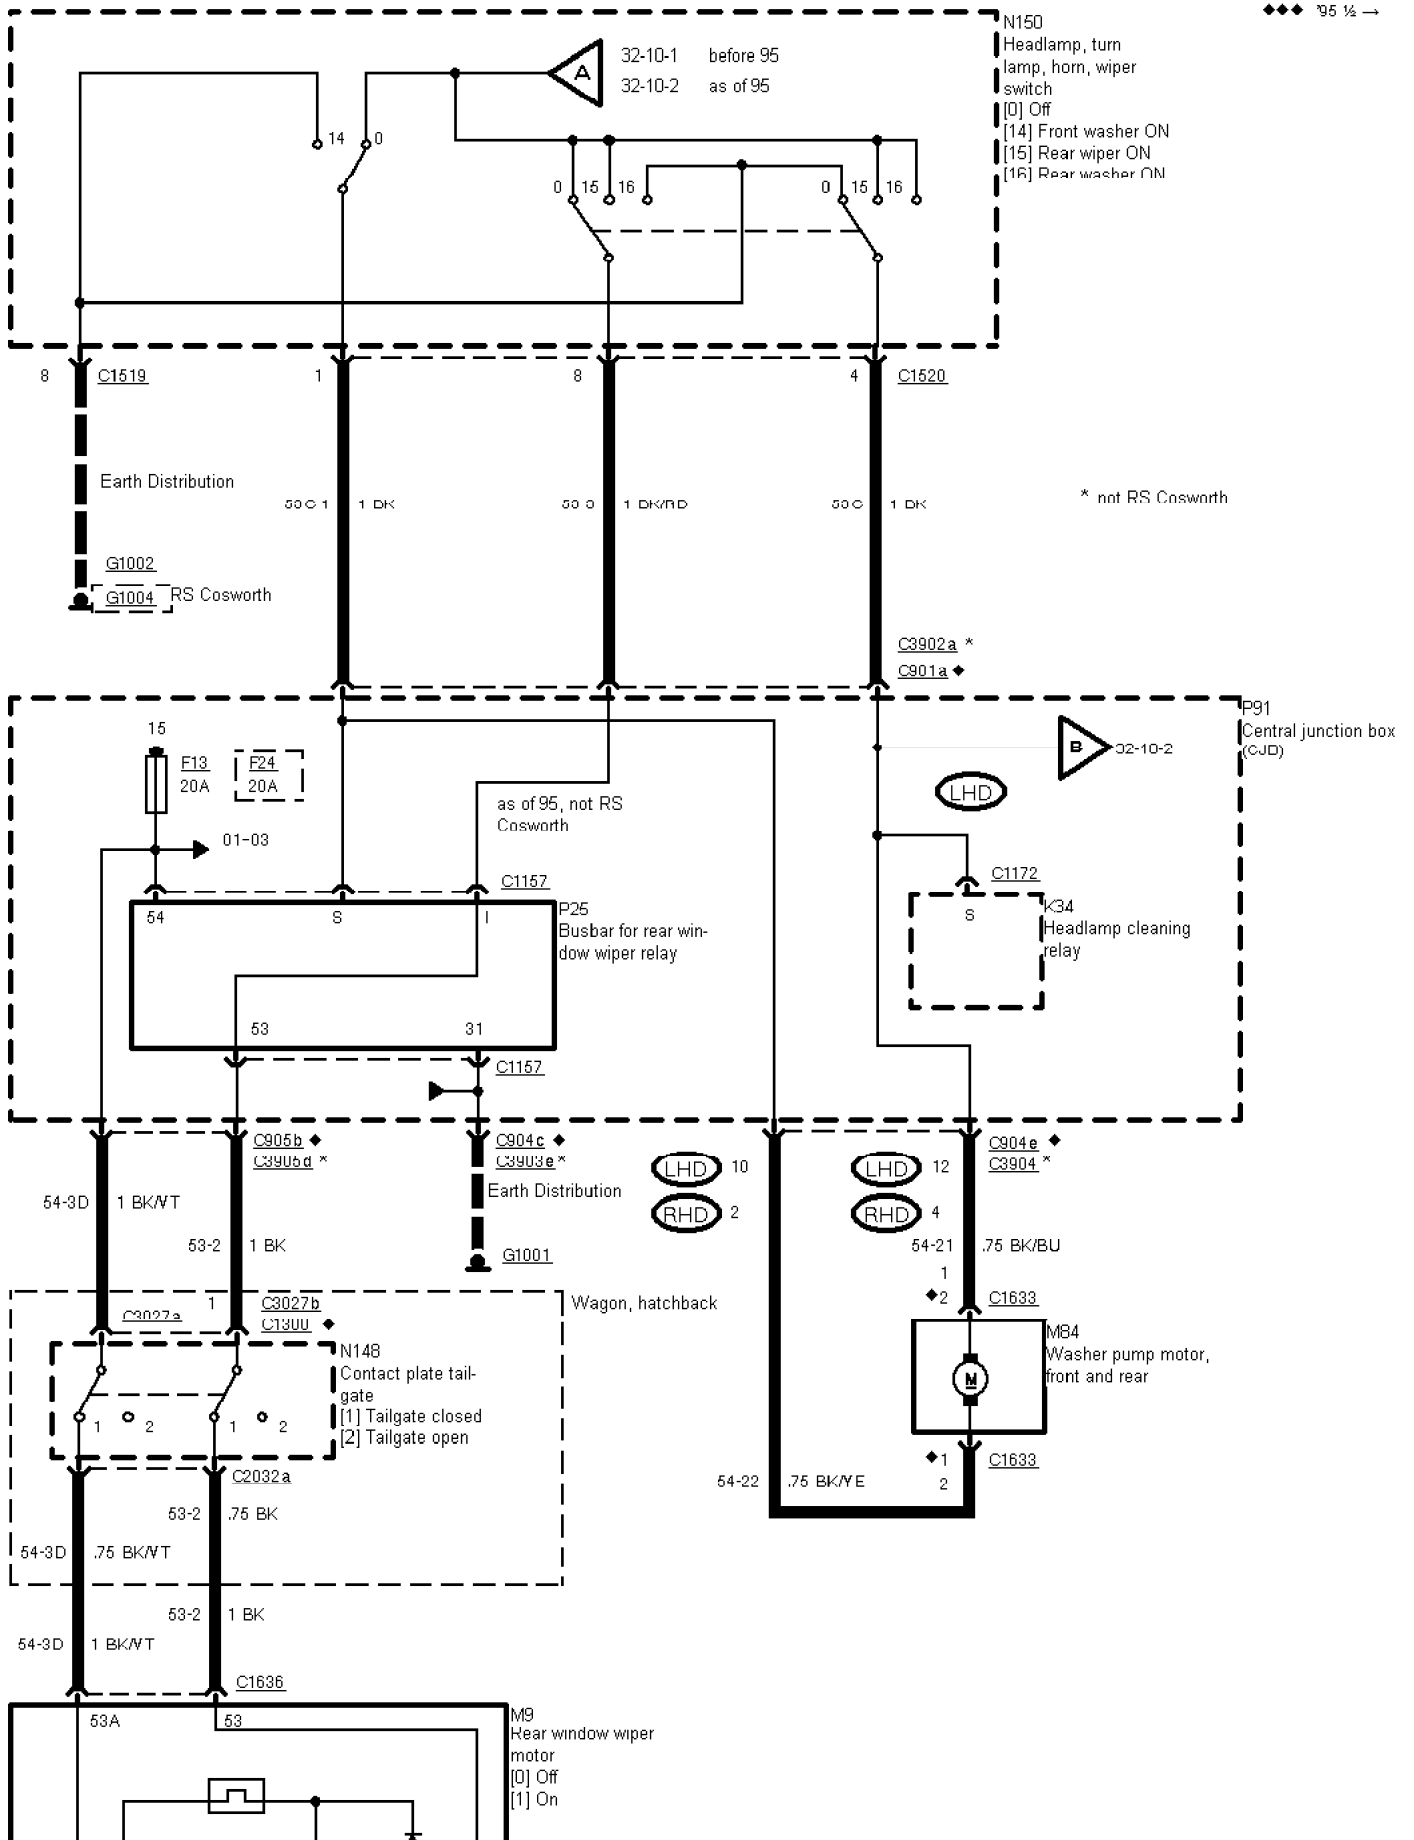 ◆◆◆ '95 ½ →
N150
Headlamp, turn
lamp, horn, wiper
switch
[0] Off
[14] Front washer ON
[15] Rear wiper ON
[16] Rear washer ON
A
32-10-1 before 95
32-10-2 as of 95
14 0
0 15 16
0 15 16
8 C1519
1
8
4 C1520
Earth Distribution
1
1
1
* not RS Cosworth
G1002
G1004 RS Cosworth
C3902a *
C901a ◆
P91
Central junction box
15
F13
20A
F24
20A
B
LHD
as of 95, not RS
Cosworth
01-03
C1157
C1172
54 S I
P25
Busbar for rear win-
dow wiper relay
S
K34
Headlamp cleaning
relay
53 31
C1157
C905b ◆
C3905d *
C904c ◆
C3903e *
C904e ◆
C3904 *
LHD 10
RHD 2
LHD 12
RHD 4
54-3D 1 BK/VT
Earth Distribution
53-2 1 BK
G1001
54-21 .75 BK/BU
1
◆2 C1633
Wagon, hatchback
C3027a
1 C3027b
C1300 ◆
N148
Contact plate tail-
gate
[1] Tailgate closed
[2] Tailgate open
1 2 1 2
M84
Washer pump motor,
front and rear
M
◆1 C1633
2
C2032a
54-22 .75 BK/YE
53-2 .75 BK
54-3D .75 BK/VT
53-2 1 BK
54-3D 1 BK/VT
C1636
53A 53
M9
Rear window wiper
motor
[0] Off
[1] On